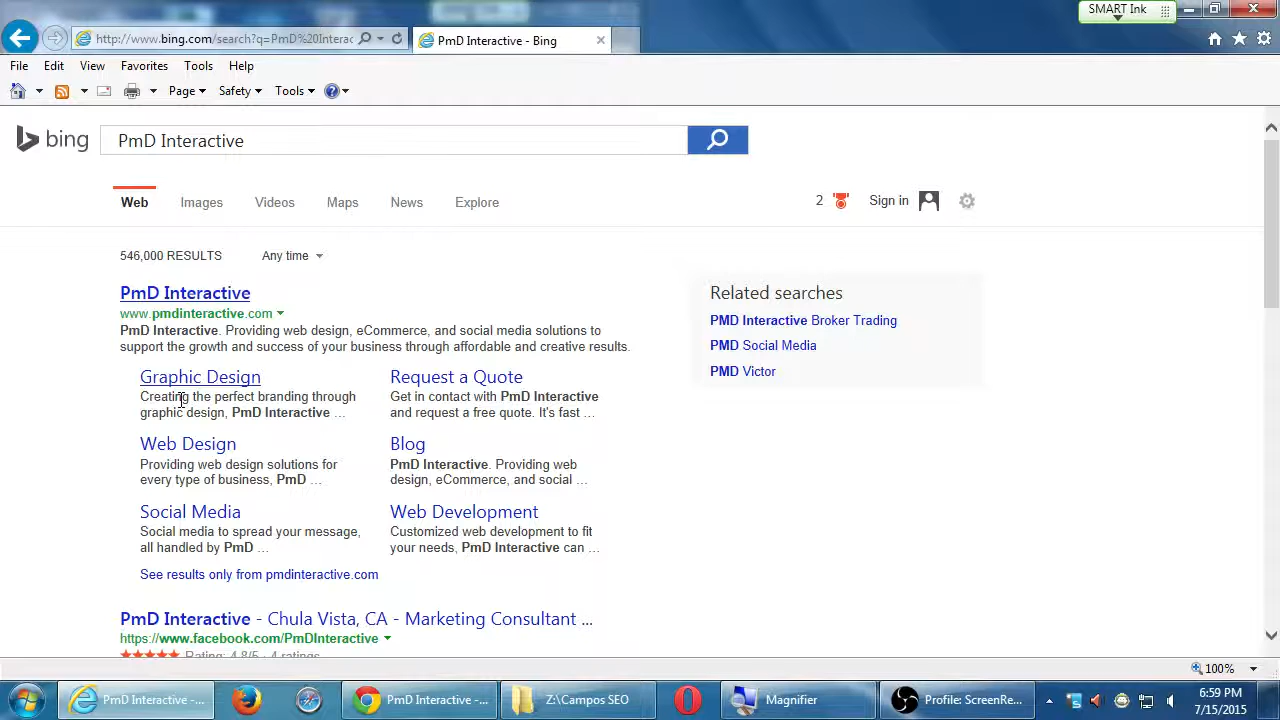 SMART Ink
http://www.bing.com/search?q=PmD%20Interac
PmD Interactive - Bing
File Edit View Favorites Tools Help
Page Safety Tools
bing
PmD Interactive
Web Images Videos Maps News Explore
2 Sign in
546,000 RESULTS Any time
PmD Interactive
www.pmdinteractive.com
PmD Interactive. Providing web design, eCommerce, and social media solutions to
support the growth and success of your business through affordable and creative results.
Graphic Design
Creating the perfect branding through
graphic design, PmD Interactive ...
Request a Quote
Get in contact with PmD Interactive
and request a free quote. It's fast ...
Web Design
Providing web design solutions for
every type of business, PmD ...
Blog
PmD Interactive. Providing web
design, eCommerce, and social ...
Social Media
Social media to spread your message,
all handled by PmD ...
Web Development
Customized web development to fit
your needs, PmD Interactive can ...
See results only from pmdinteractive.com
PmD Interactive - Chula Vista, CA - Marketing Consultant ...
https://www.facebook.com/PmDInteractive
Rating: 4.8/5 · 4 ratings
Related searches
PMD Interactive Broker Trading
PMD Social Media
PMD Victor
100%
PmD Interactive -...
PmD Interactive -...
Z:\Campos SEO
Magnifier
Profile: ScreenRe...
6:59 PM
7/15/2015